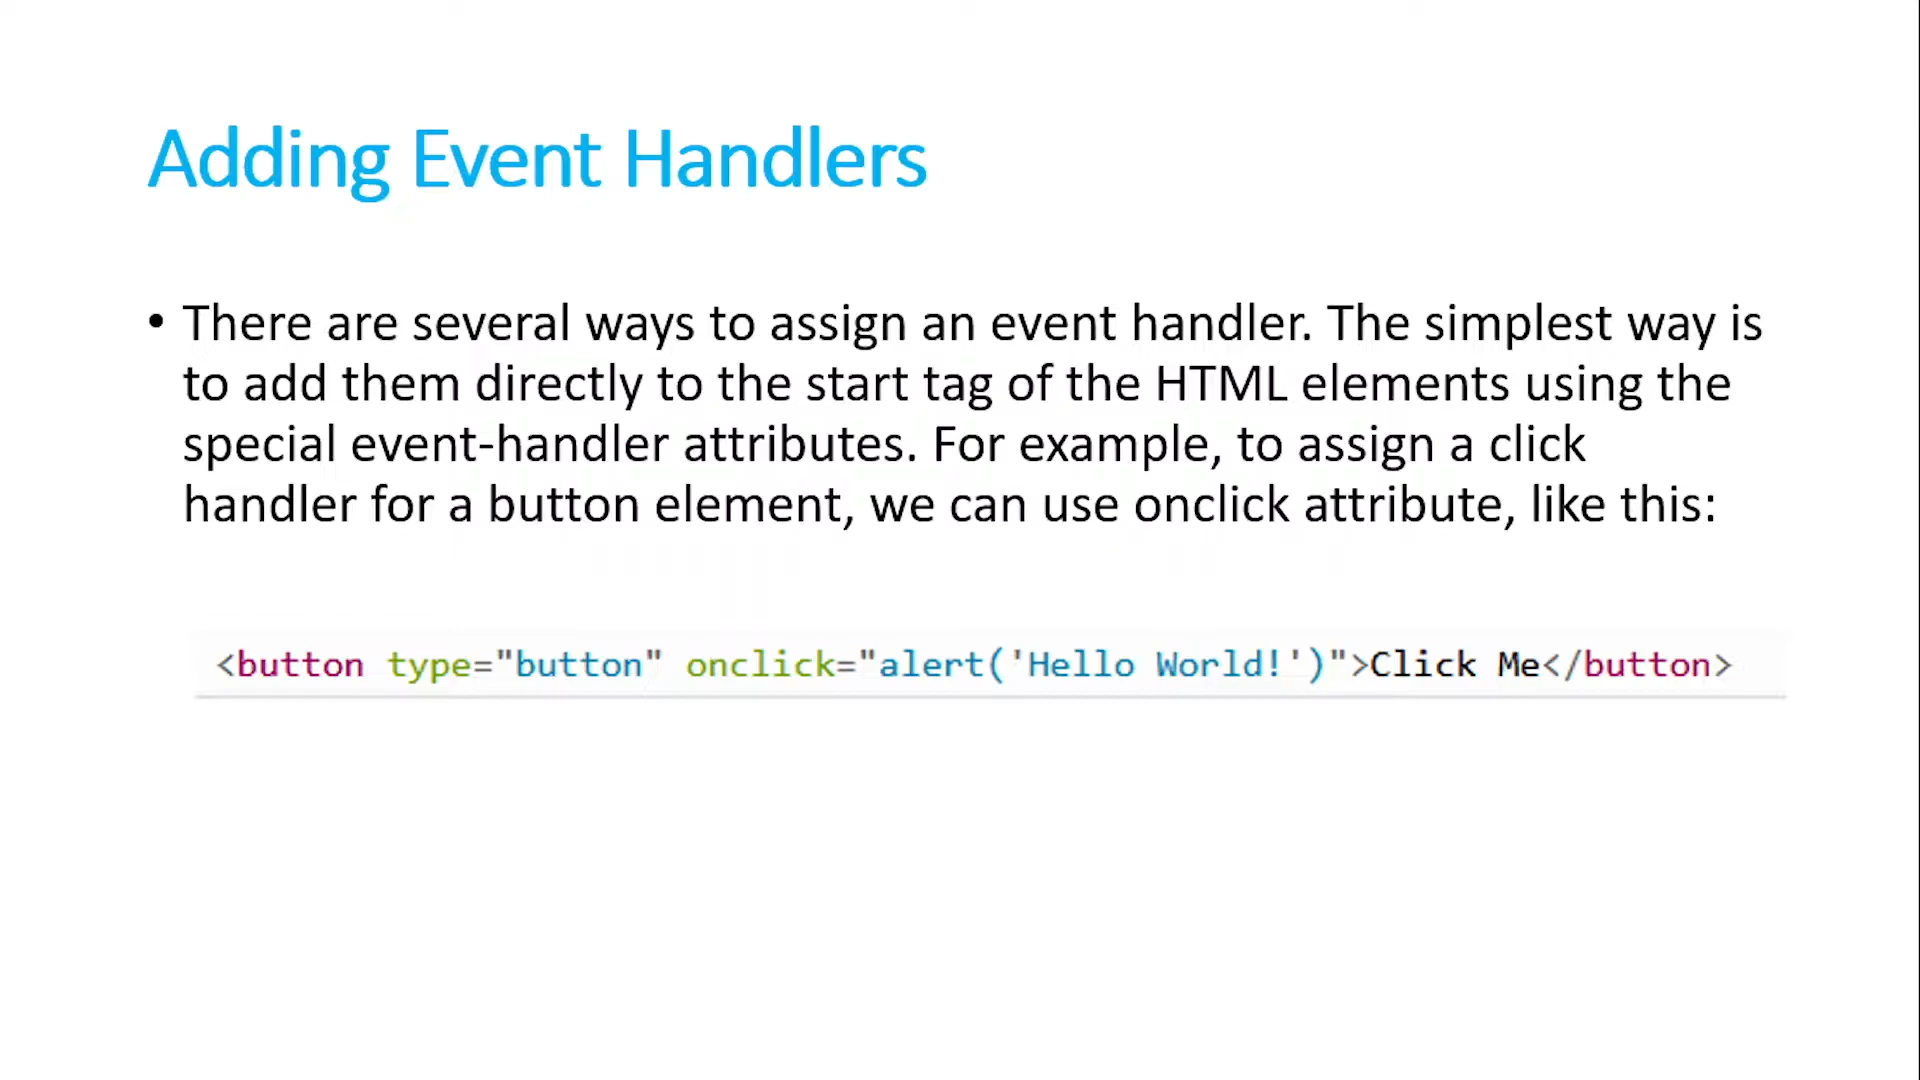 Adding Event Handlers
• There are several ways to assign an event handler. The simplest way is
to add them directly to the start tag of the HTML elements using the
special event-handler attributes. For example, to assign a click
handler for a button element, we can use onclick attribute, like this:
<button type="button" onclick="alert('Hello World!')">Click Me</button>